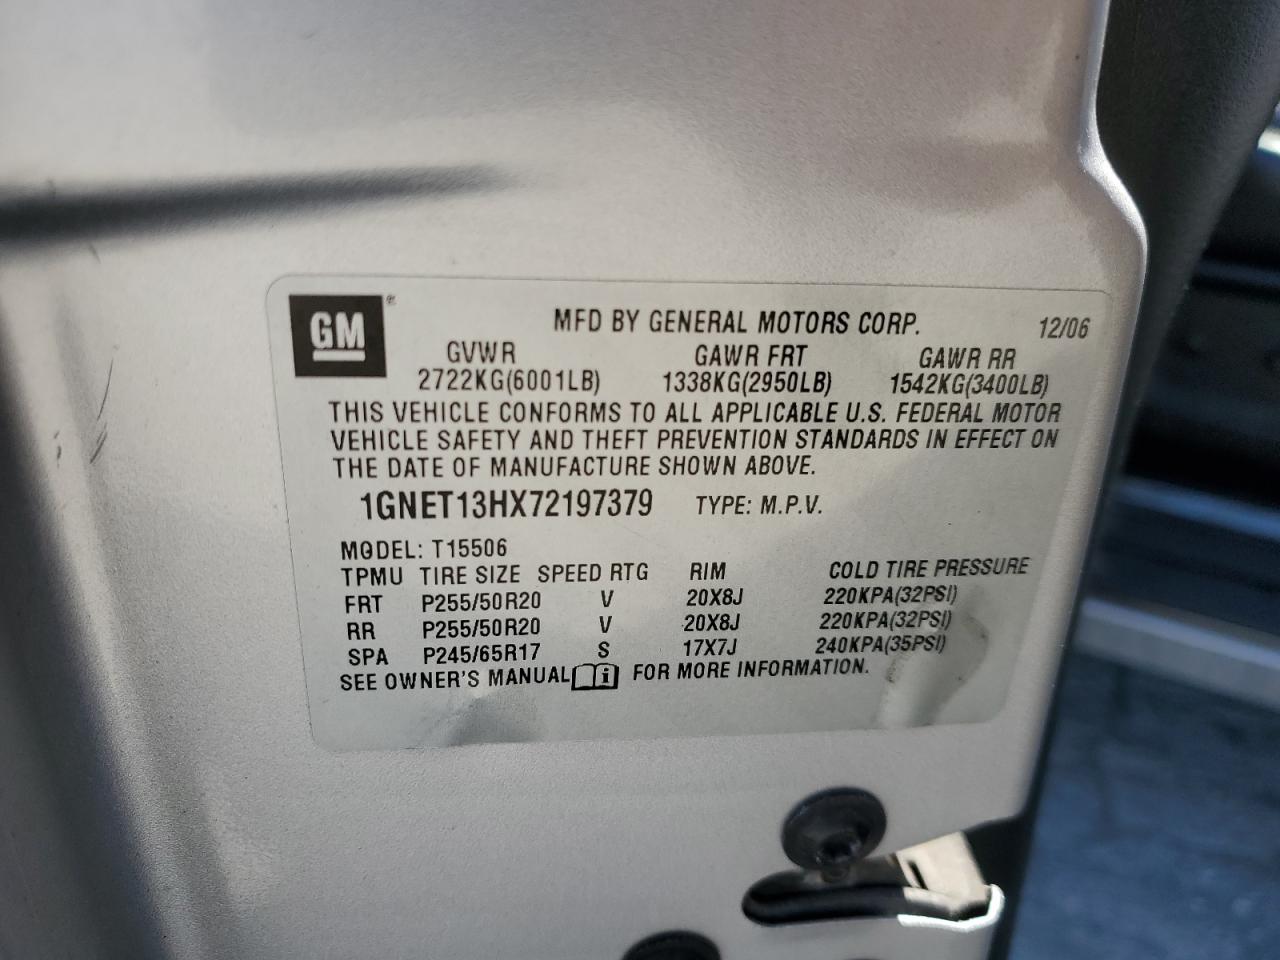 GM®
MFD BY GENERAL MOTORS CORP. 12/06
GVWR GAWR FRT GAWR RR
2722KG(6001LB) 1338KG(2950LB) 1542KG(3400LB)
THIS VEHICLE CONFORMS TO ALL APPLICABLE U.S. FEDERAL MOTOR
VEHICLE SAFETY AND THEFT PREVENTION STANDARDS IN EFFECT ON
THE DATE OF MANUFACTURE SHOWN ABOVE.
1GNET13HX72197379 TYPE: M.P.V.
MODEL: T15506
TPMU TIRE SIZE SPEED RTG RIM COLD TIRE PRESSURE
FRT P255/50R20 V 20X8J 220KPA(32PSI)
RR P255/50R20 V 20X8J 220KPA(32PSI)
SPA P245/65R17 S 17X7J 240KPA(35PSI)
SEE OWNER'S MANUAL i FOR MORE INFORMATION.